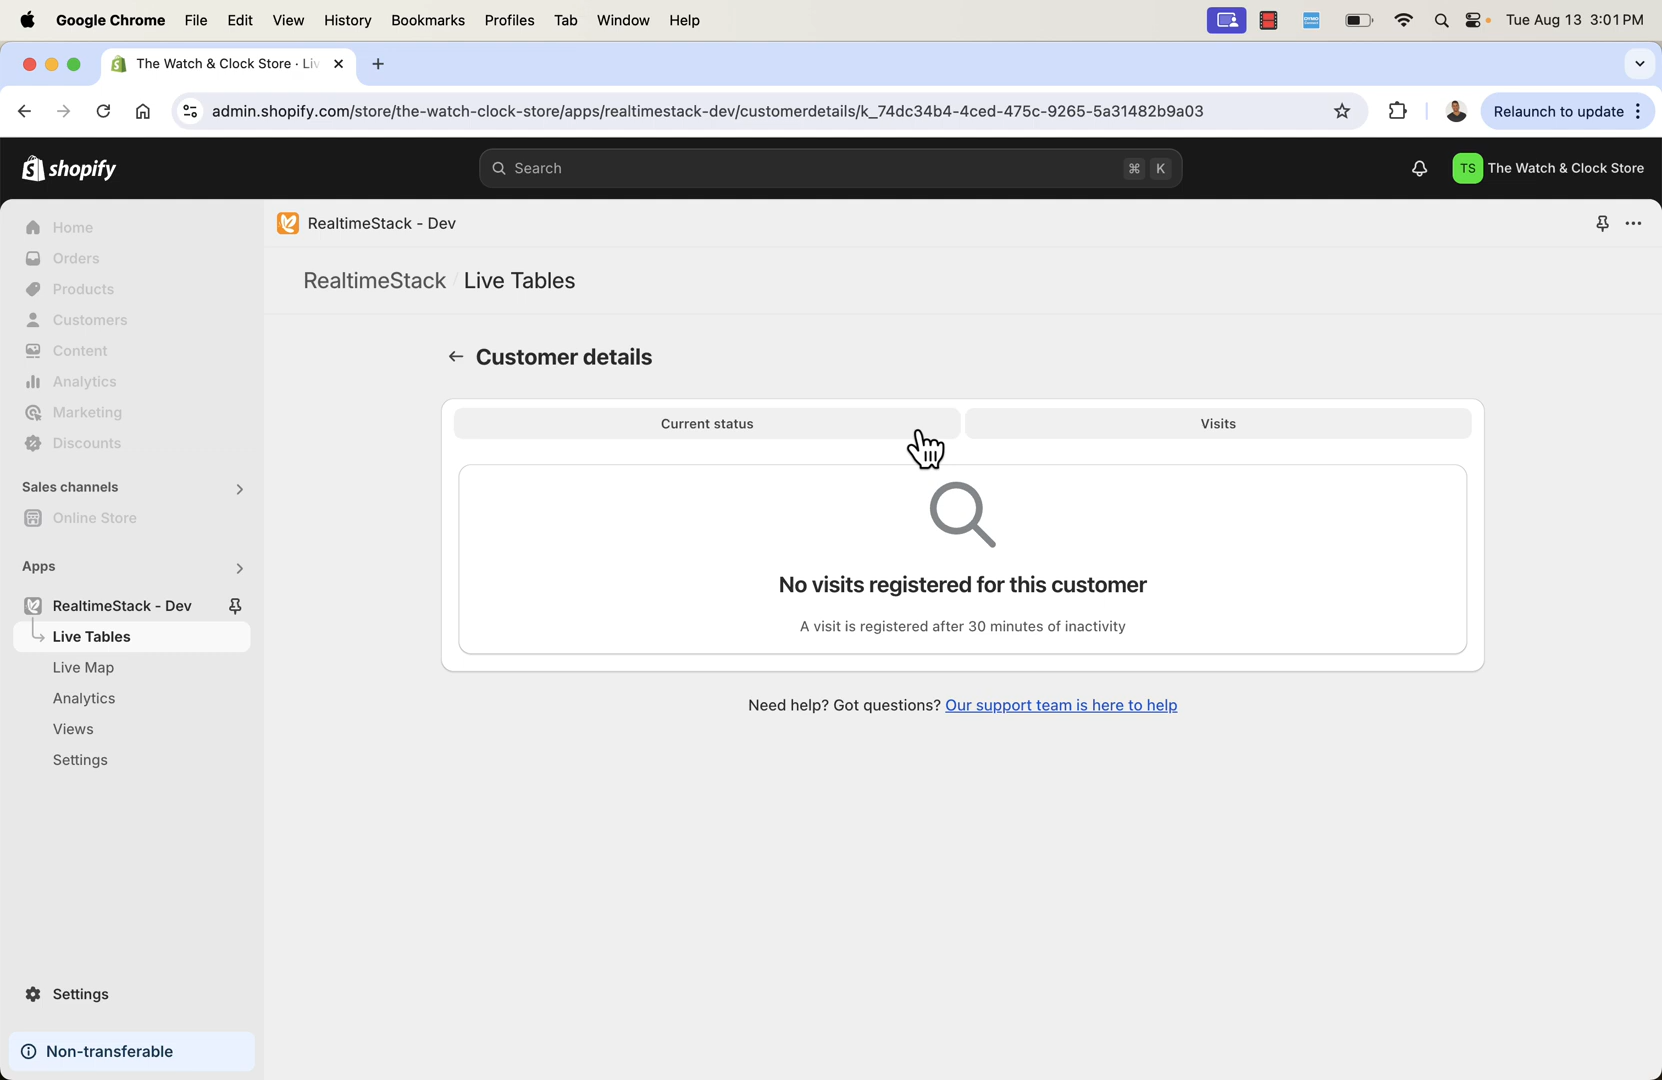 Google Chrome File Edit View History Bookmarks Profiles Tab Window Help Tue Aug 13 3:01 PM
The Watch & Clock Store · Liv
admin.shopify.com/store/the-watch-clock-store/apps/realtimestack-dev/customerdetails/k_74dc34b4-4ced-475c-9265-5a31482b9a03 Relaunch to update
shopify Search ⌘ K TS The Watch & Clock Store
RealtimeStack - Dev
RealtimeStack / Live Tables
Customer details
Current status Visits
No visits registered for this customer
A visit is registered after 30 minutes of inactivity
Need help? Got questions? Our support team is here to help
Home
Orders
Products
Customers
Content
Analytics
Marketing
Discounts
Sales channels
Online Store
Apps
RealtimeStack - Dev
Live Tables
Live Map
Analytics
Views
Settings
Settings
Non-transferable